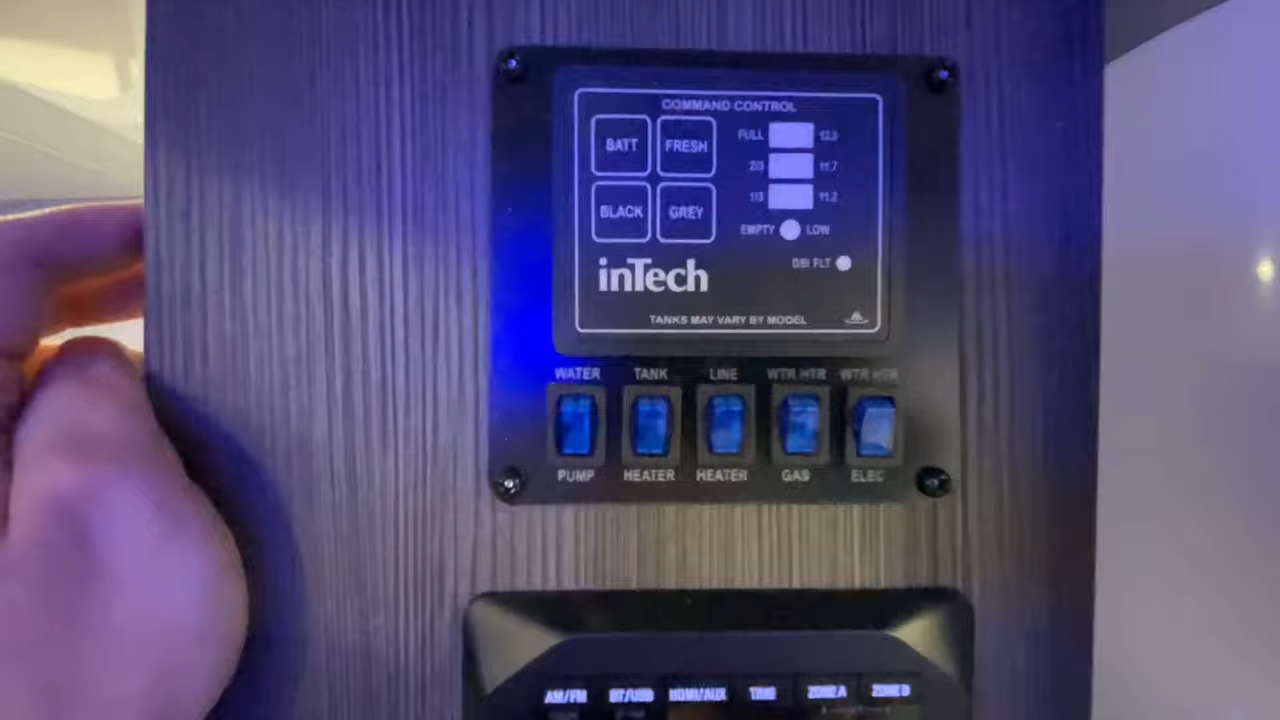 COMMAND CONTROL
BATT FRESH
FULL 12.5
2/3 11.7
BLACK GREY
1/3 11.2
EMPTY LOW
DSI FLT
inTech
TANKS MAY VARY BY MODEL
WATER TANK LINE WTR HTR WTR HTR
PUMP HEATER HEATER GAS ELEC
AM/FM BT/USB HDMI/AUX TIME ZONE A ZONE B